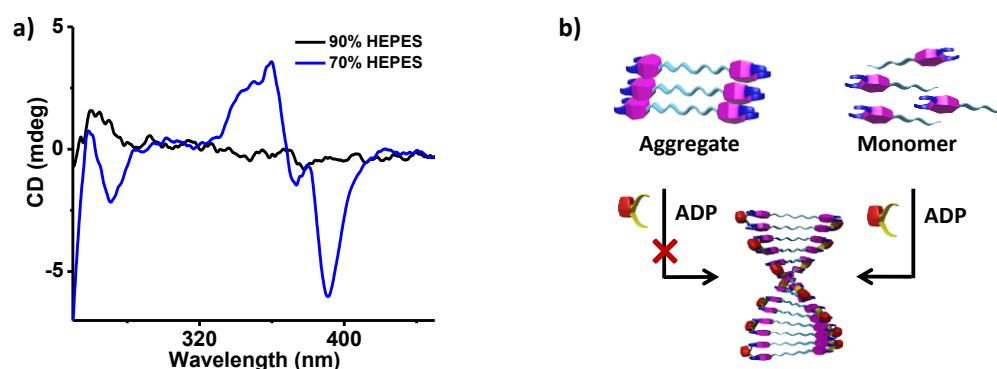 a)
5
0
-5
CD (mdeg)
90% HEPES
70% HEPES
320
400
Wavelength (nm)
b)
Aggregate
Monomer
ADP
ADP